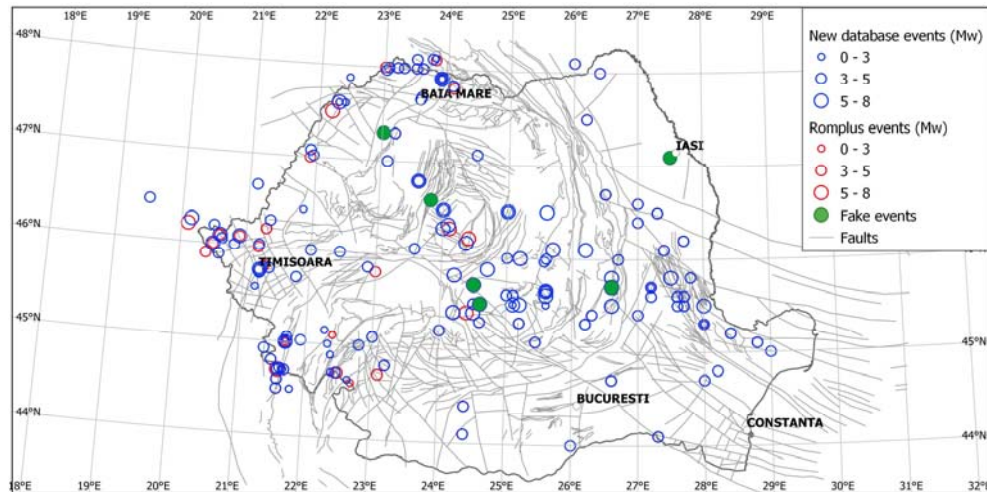 18°E 19°E 20°E 21°E 22°E 23°E 24°E 25°E 26°E 27°E 28°E 29°E
48°N
47°N
46°N
45°N
44°N
New database events (Mw)
0 - 3
3 - 5
5 - 8
Romplus events (Mw)
0 - 3
3 - 5
5 - 8
Fake events
Faults
BAIA MARE
IASI
TIMISOARA
BUCURESTI
CONSTANTA
45°N
44°N
18°E 19°E 20°E 21°E 22°E 23°E 24°E 25°E 26°E 27°E 28°E 29°E 30°E 31°E 32°E